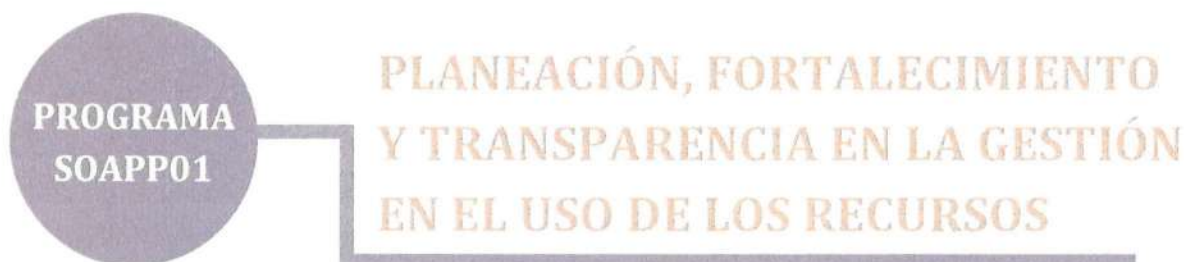 PROGRAMA
SOAPP01
PLANEACIÓN, FORTALECIMIENTO
Y TRANSPARENCIA EN LA GESTIÓN
EN EL USO DE LOS RECURSOS